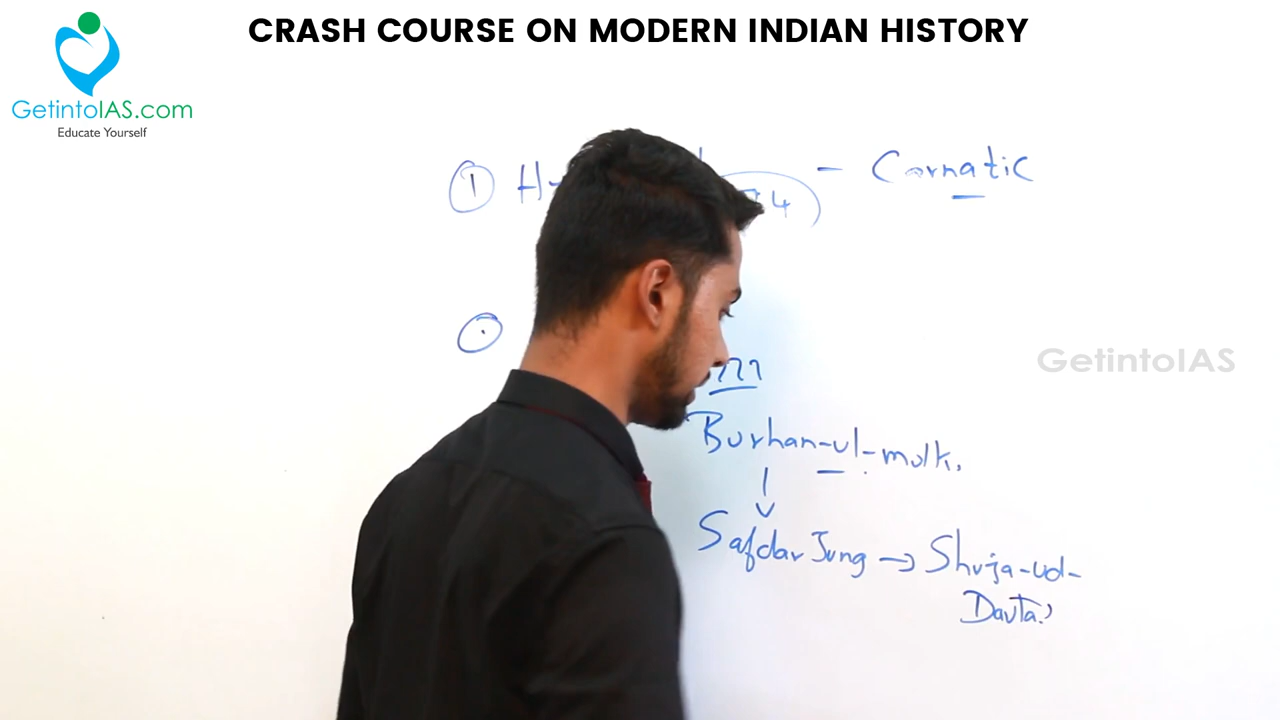 CRASH COURSE ON MODERN INDIAN HISTORY
GetintoIAS.com
Educate Yourself
1 H - Carnatic
4
GetintoIAS
Burhan-ul-mulk,
Safdar Jung → Shuja-ud-
Daula.